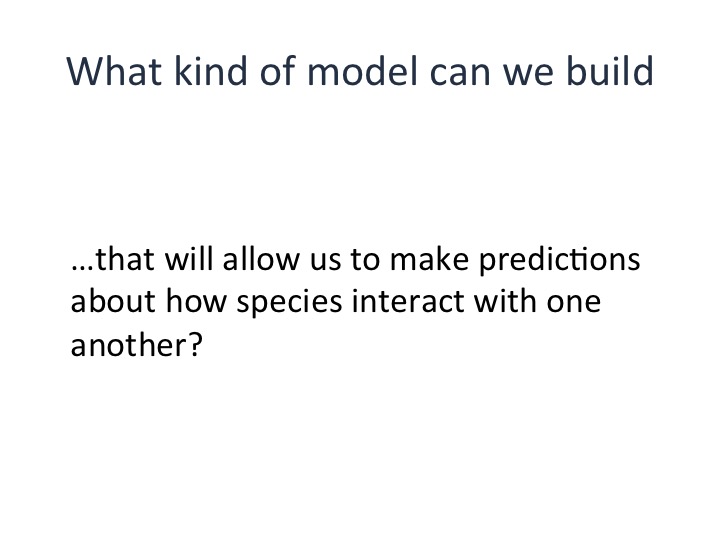 What kind of model can we build
…that will allow us to make predictions
about how species interact with one
another?